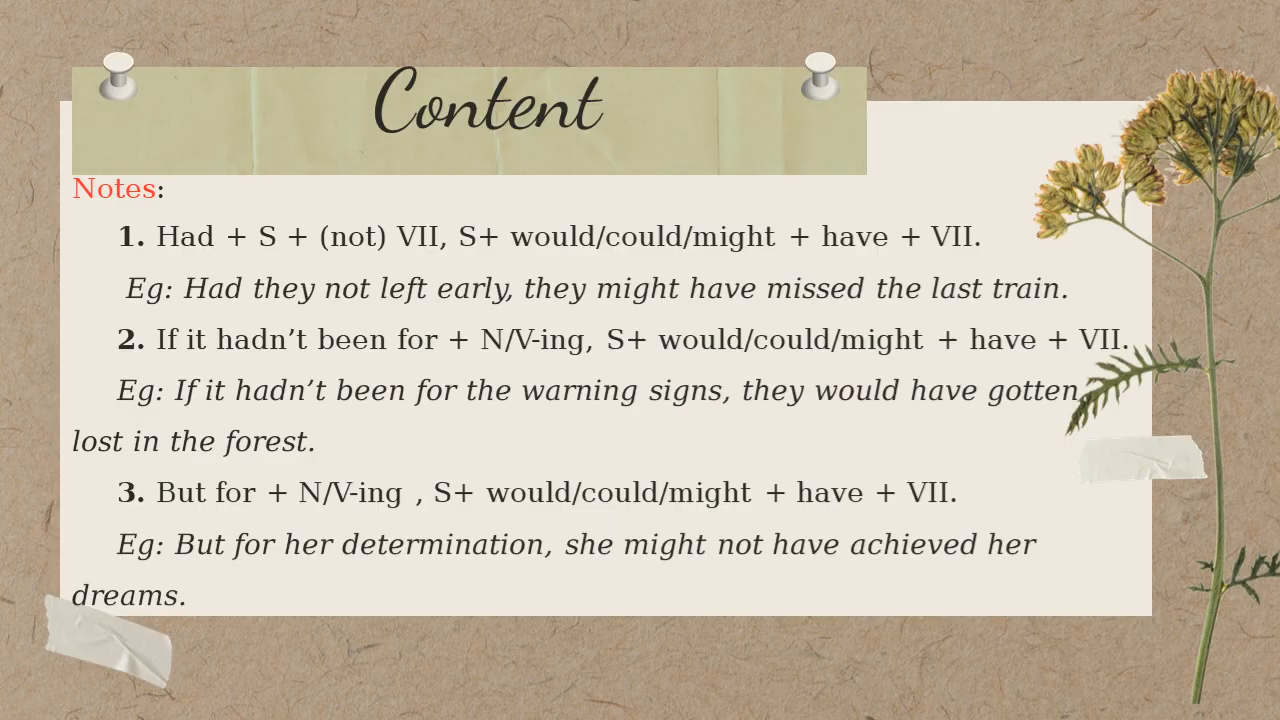 Content
Notes:
1. Had + S + (not) VII, S+ would/could/might + have + VII.
Eg: Had they not left early, they might have missed the last train.
2. If it hadn’t been for + N/V-ing, S+ would/could/might + have + VII.
Eg: If it hadn’t been for the warning signs, they would have gotten
lost in the forest.
3. But for + N/V-ing , S+ would/could/might + have + VII.
Eg: But for her determination, she might not have achieved her
dreams.